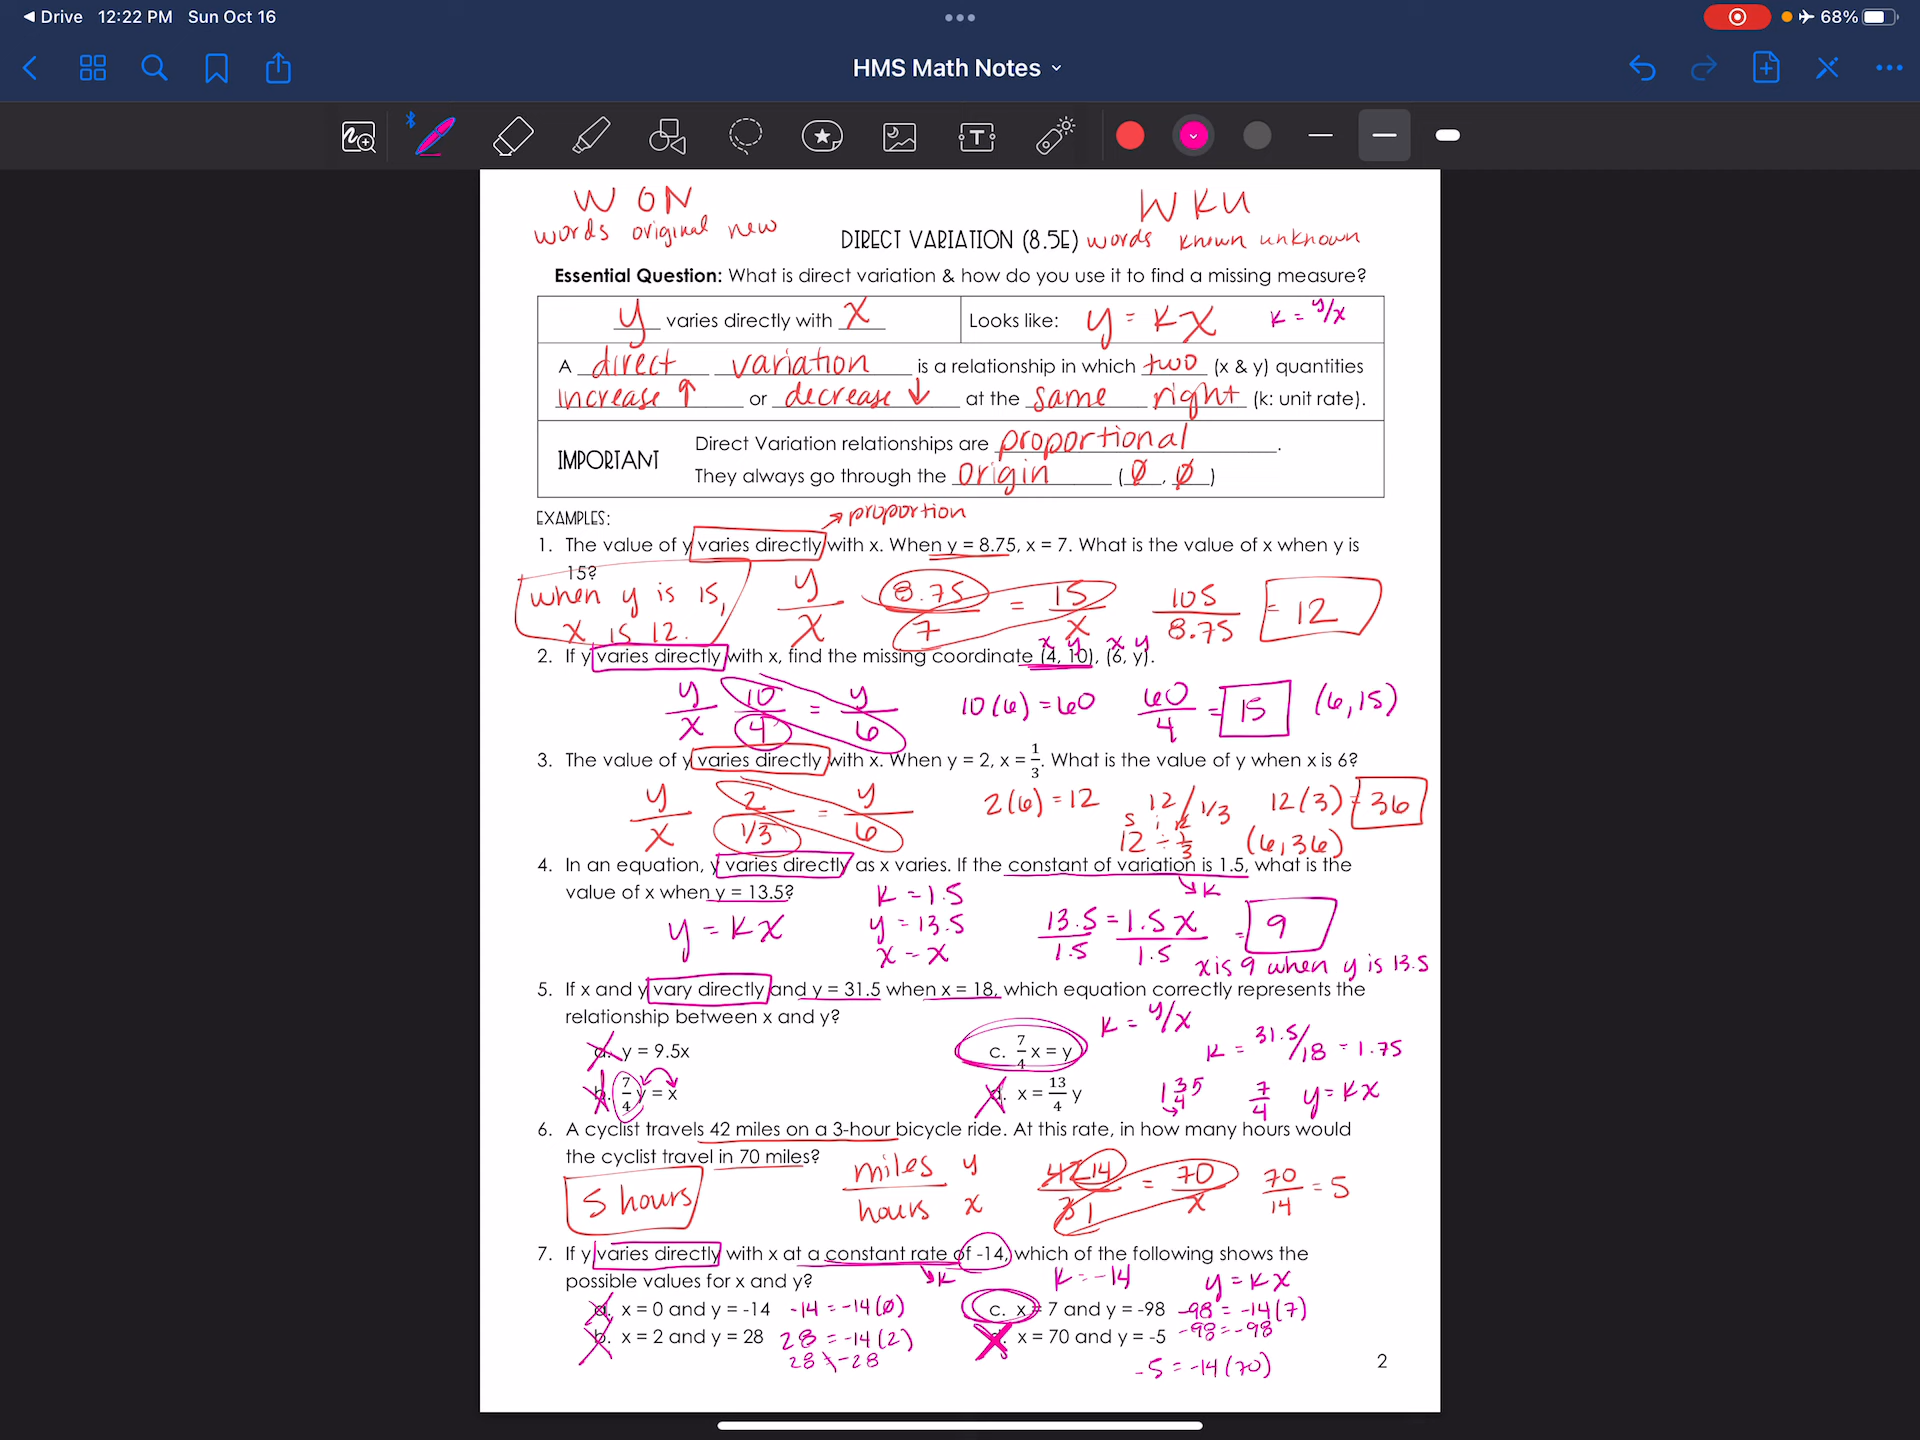 Drive 12:22 PM Sun Oct 16 68%
HMS Math Notes
W O N W K U
words original new DIRECT VARIATION (8.5E) words known unknown
Essential Question: What is direct variation & how do you use it to find a missing measure?
y varies directly with x Looks like: y = kx k = y/x
A direct variation is a relationship in which two (x & y) quantities
increase ↑ or decrease ↓ at the same right (k: unit rate).
IMPORTANT Direct Variation relationships are proportional.
They always go through the origin (0, 0)
EXAMPLES: → proportion
1. The value of y varies directly with x. When y = 8.75, x = 7. What is the value of x when y is
15?
when y is 15, x is 12. y/x 8.75/7 = 15/x 105/8.75 = 12
x y x y
2. If y varies directly with x, find the missing coordinate (4, 10), (6, y).
y/x 10/4 = y/6 10(6) = 60 60/4 = 15 (6,15)
3. The value of y varies directly with x. When y = 2, x = 1/3. What is the value of y when x is 6?
y/x 2/(1/3) = y/6 2(6) = 12 12/1/3 12(3) = 36
12 ÷ 1/3 (6,36)
4. In an equation, y varies directly as x varies. If the constant of variation is 1.5, what is the
value of x when y = 13.5? k = 1.5 ↘ k
y = kx y = 13.5 13.5/1.5 = 1.5x/1.5 = 9
x = x x is 9 when y is 13.5
5. If x and y vary directly and y = 31.5 when x = 18, which equation correctly represents the
relationship between x and y? k = y/x
a. y = 9.5x c. 7/4 x = y k = 31.5/18 = 1.75
b. 7/4 y = x d. x = 13/4 y 1 3/4 7/4 y = kx
6. A cyclist travels 42 miles on a 3-hour bicycle ride. At this rate, in how many hours would
the cyclist travel in 70 miles?
5 hours miles/hours y/x 42 14/3 1 = 70/x 70/14 = 5
7. If y varies directly with x at a constant rate of -14, which of the following shows the
possible values for x and y? ↘ k k = -14 y = kx
a. x = 0 and y = -14 -14 = -14(0) c. x = 7 and y = -98 -98 = -14(7)
-98 = -98
b. x = 2 and y = 28 28 = -14(2) x = 70 and y = -5
28 ≠ -28 -5 = -14(70)
2